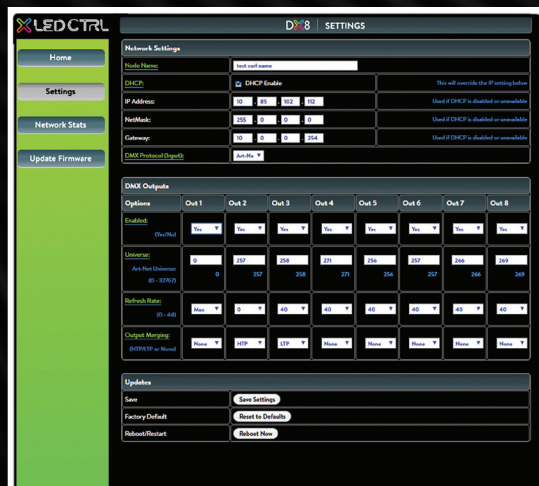 XLED CTRL
DX8 | SETTINGS
Home
Settings
Network Stats
Update Firmware
Network Settings
Node Name: test curl name
DHCP: DHCP Enable This will override the IP setting below
IP Address: 10 . 85 . 102 . 112 Used if DHCP is disabled or unavailable
NetMask: 255 . 0 . 0 . 0 Used if DHCP is disabled or unavailable
Gateway: 10 . 0 . 0 . 254 Used if DHCP is disabled or unavailable
DMX Protocol (Input): Art-Ne
DMX Outputs
Options Out 1 Out 2 Out 3 Out 4 Out 5 Out 6 Out 7 Out 8
Enabled:
(Yes/No) Yes Yes Yes Yes Yes Yes Yes Yes
Universe: 0 257 258 271 256 257 266 269
Art-Net Universe: 0 257 258 271 256 257 266 269
(0 - 32767)
Refresh Rate: Max 0 40 40 40 40 40 40
(0 - 44)
Output Merging: None HTP LTP None None None None None
(HTP/LTP or None)
Updates
Save Save Settings
Factory Default Reset to Defaults
Reboot/Restart Reboot Now